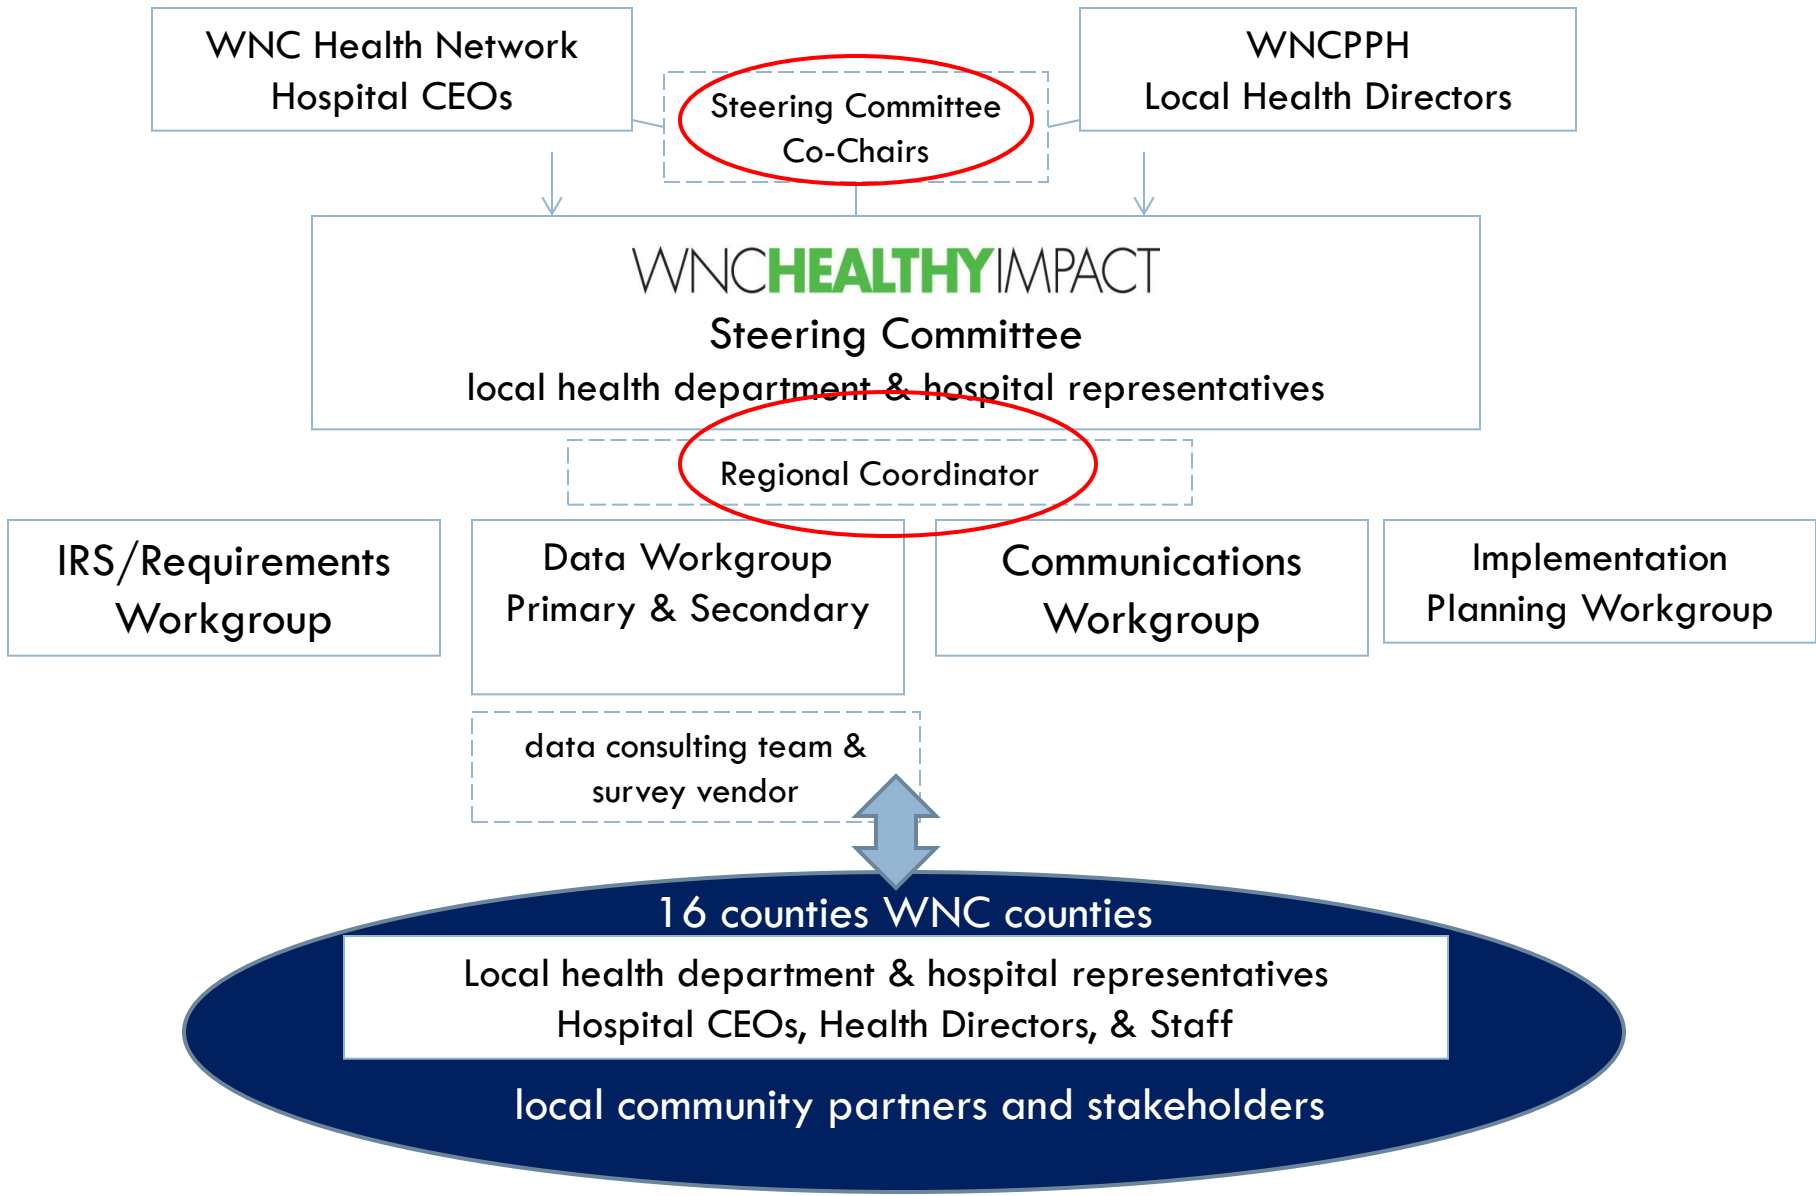 WNC Health Network
Hospital CEOs
Steering Committee
Co-Chairs
WNCPPH
Local Health Directors
WNCHEALTHYIMPACT
Steering Committee
local health department & hospital representatives
Regional Coordinator
IRS/Requirements
Workgroup
Data Workgroup
Primary & Secondary
Communications
Workgroup
Implementation
Planning Workgroup
data consulting team &
survey vendor
16 counties WNC counties
Local health department & hospital representatives
Hospital CEOs, Health Directors, & Staff
local community partners and stakeholders